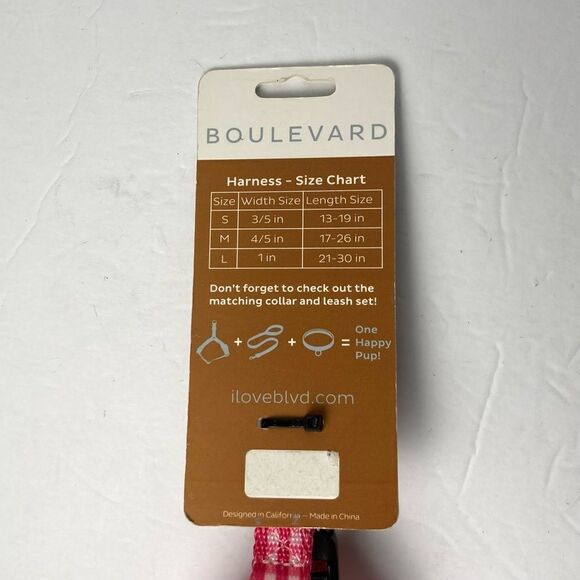 BOULEVARD
Harness - Size Chart
Size Width Size Length Size
S 3/5 in 13-19 in
M 4/5 in 17-26 in
L 1 in 21-30 in
Don't forget to check out the
matching collar and leash set!
+ + = One
Happy
Pup!
iloveblvd.com
Designed in California — Made in China